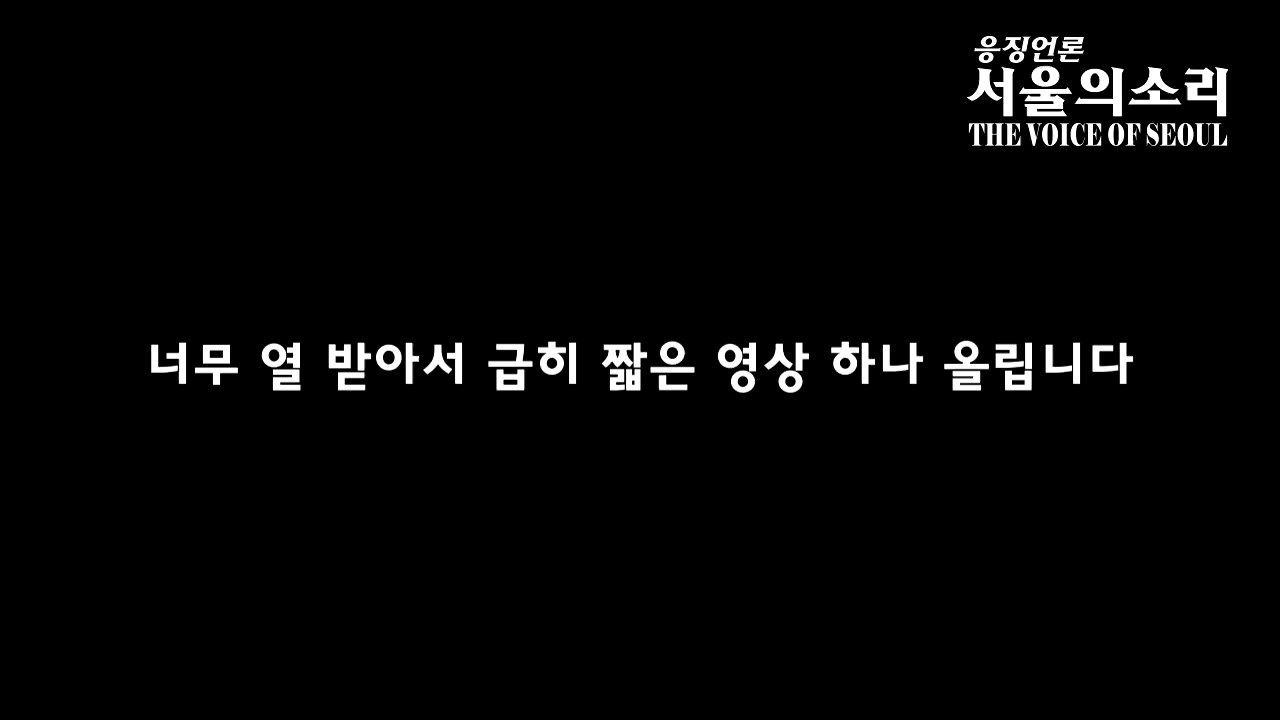 응징언론
서울의소리
THE VOICE OF SEOUL
너무 열 받아서 급히 짧은 영상 하나 올립니다